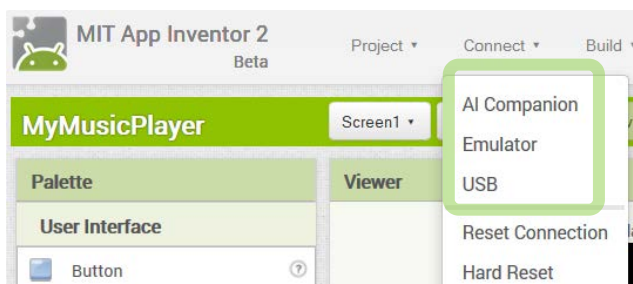 MIT App Inventor 2
Beta
Project Connect Build
MyMusicPlayer
Screen1
AI Companion
Emulator
USB
Reset Connection
Hard Reset
Palette
Viewer
User Interface
Button
?